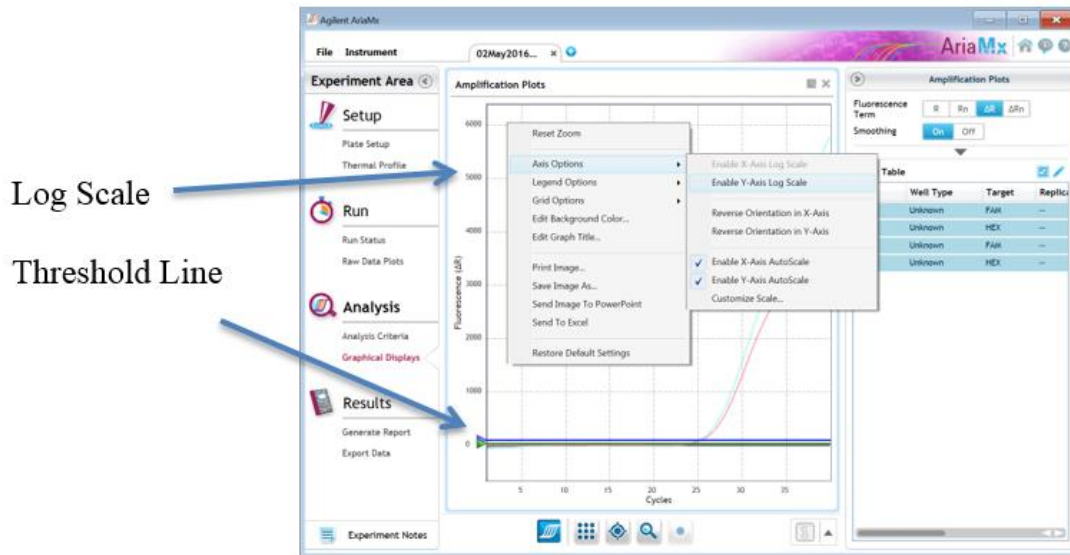 Log Scale
Threshold Line
Agilent AriaMx
File Instrument
02May2016...
AriaMx
Experiment Area
Setup
Plate Setup
Thermal Profile
Run
Run Status
Raw Data Plots
Analysis
Analysis Criteria
Graphical Displays
Results
Generate Report
Export Data
Experiment Notes
Amplification Plots
6000
5000
4000
3000
2000
1000
0
Fluorescence (ΔR)
5 10 15 20 25 30 35
Cycles
Reset Zoom
Axis Options
Legend Options
Grid Options
Edit Background Color...
Edit Graph Title...
Print Image...
Save Image As...
Send Image To PowerPoint
Send To Excel
Restore Default Settings
Enable X-Axis Log Scale
Enable Y-Axis Log Scale
Reverse Orientation in X-Axis
Reverse Orientation in Y-Axis
Enable X-Axis AutoScale
Enable Y-Axis AutoScale
Customize Scale...
Amplification Plots
Fluorescence Term
R Rn ΔR ΔRn
Smoothing On Off
Table
Well Type Target Replica
Unknown FAM --
Unknown HEX --
Unknown FAM --
Unknown HEX --